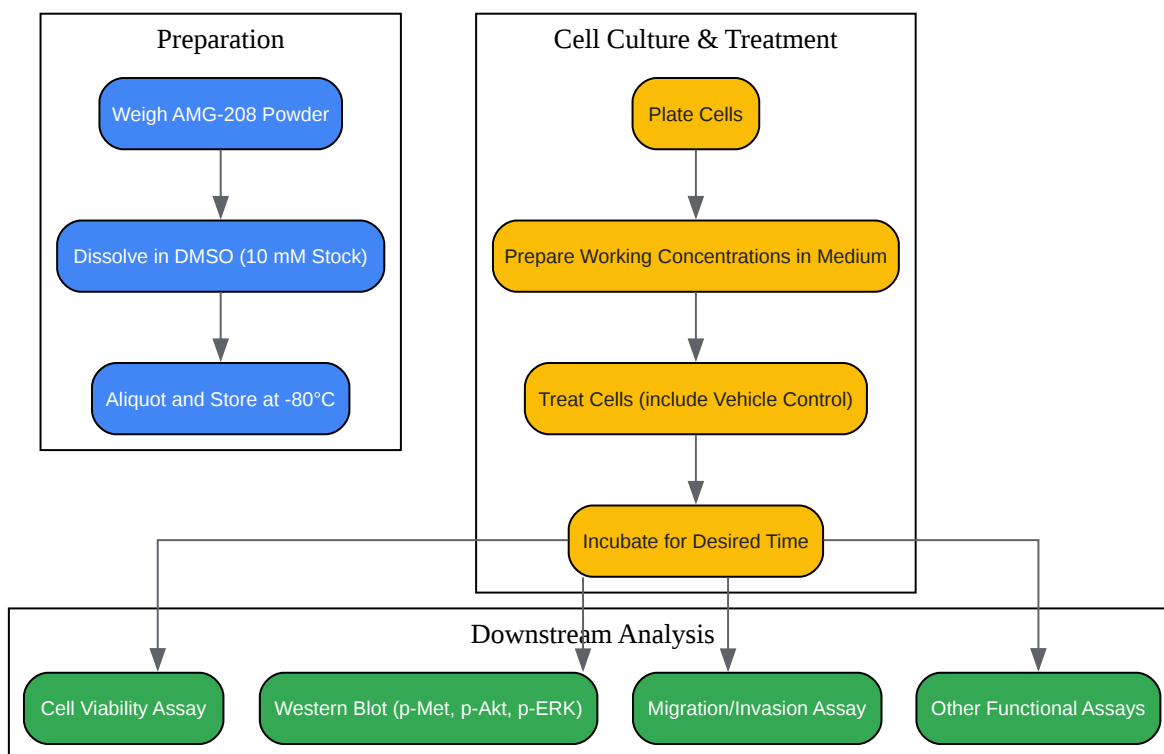 Preparation
Weigh AMG-208 Powder
Dissolve in DMSO (10 mM Stock)
Aliquot and Store at -80°C
Cell Culture & Treatment
Plate Cells
Prepare Working Concentrations in Medium
Treat Cells (include Vehicle Control)
Incubate for Desired Time
Downstream Analysis
Cell Viability Assay
Western Blot (p-Met, p-Akt, p-ERK)
Migration/Invasion Assay
Other Functional Assays